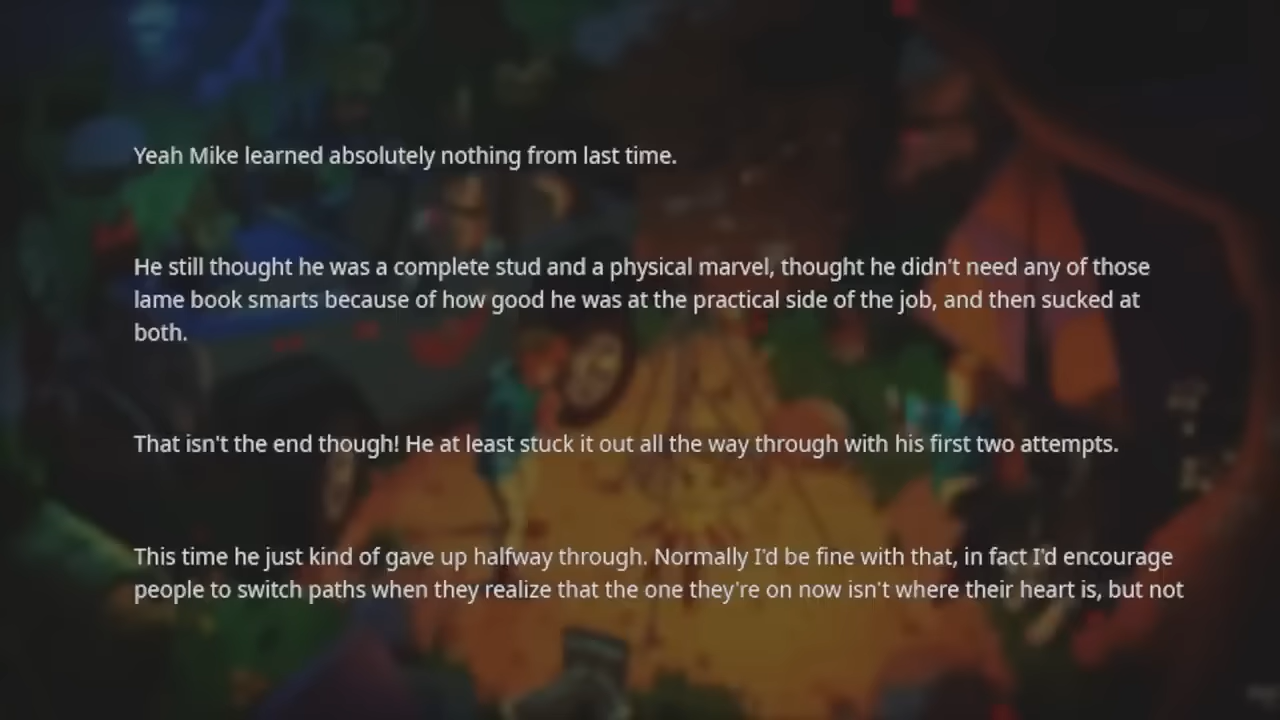 Yeah Mike learned absolutely nothing from last time.
He still thought he was a complete stud and a physical marvel, thought he didn't need any of those
lame book smarts because of how good he was at the practical side of the job, and then sucked at
both.
That isn't the end though! He at least stuck it out all the way through with his first two attempts.
This time he just kind of gave up halfway through. Normally I'd be fine with that, in fact I'd encourage
people to switch paths when they realize that the one they're on now isn't where their heart is, but not